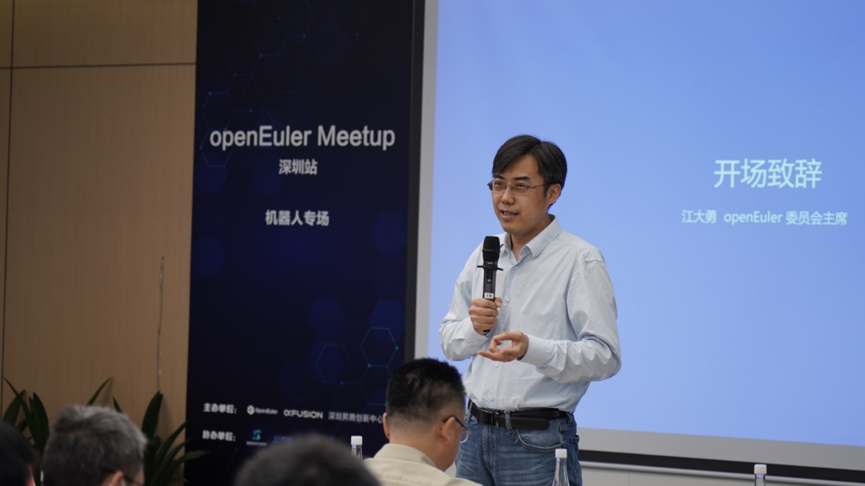 openEuler Meetup
深圳站
机器人专场
主办单位：
OpenEuler
FUSION
协办单位：
开场致辞
江大勇 openEuler 委员会主席